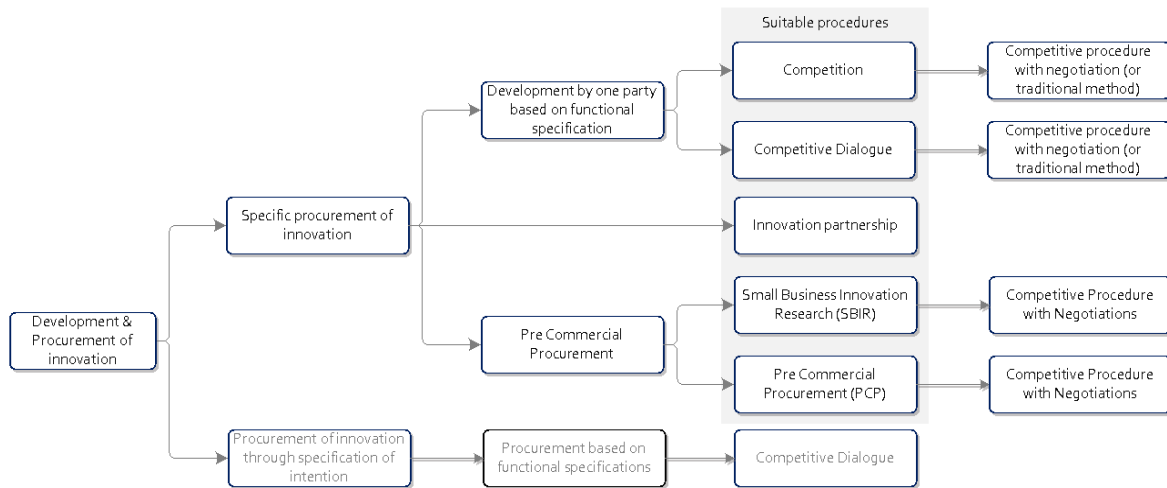 Suitable procedures
Competition
Competitive procedure
with negotiation (or
traditional method)
Development by one party
based on functional
specification
Competitive Dialogue
Competitive procedure
with negotiation (or
traditional method)
Specific procurement of
innovation
Innovation partnership
Small Business Innovation
Research (SBIR)
Competitive Procedure
with Negotiations
Development &
Procurement of
innovation
Pre Commercial
Procurement
Pre Commercial
Procurement (PCP)
Competitive Procedure
with Negotiations
Procurement of innovation
through specification of
intention
Procurement based on
functional specifications
Competitive Dialogue